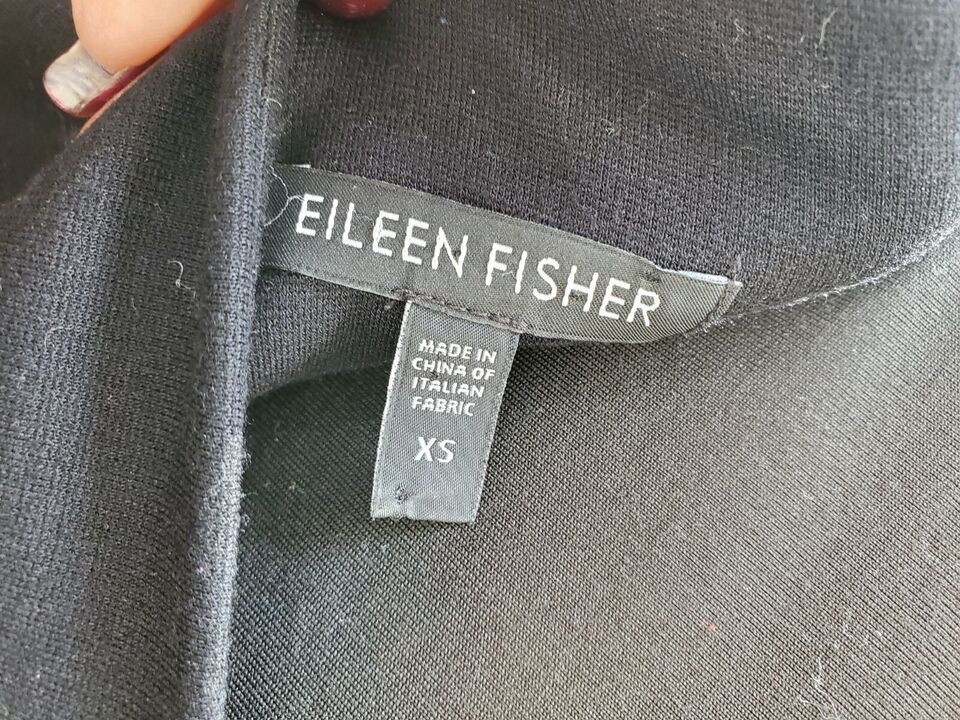 EILEEN FISHER
MADE IN
CHINA OF
ITALIAN
FABRIC
XS